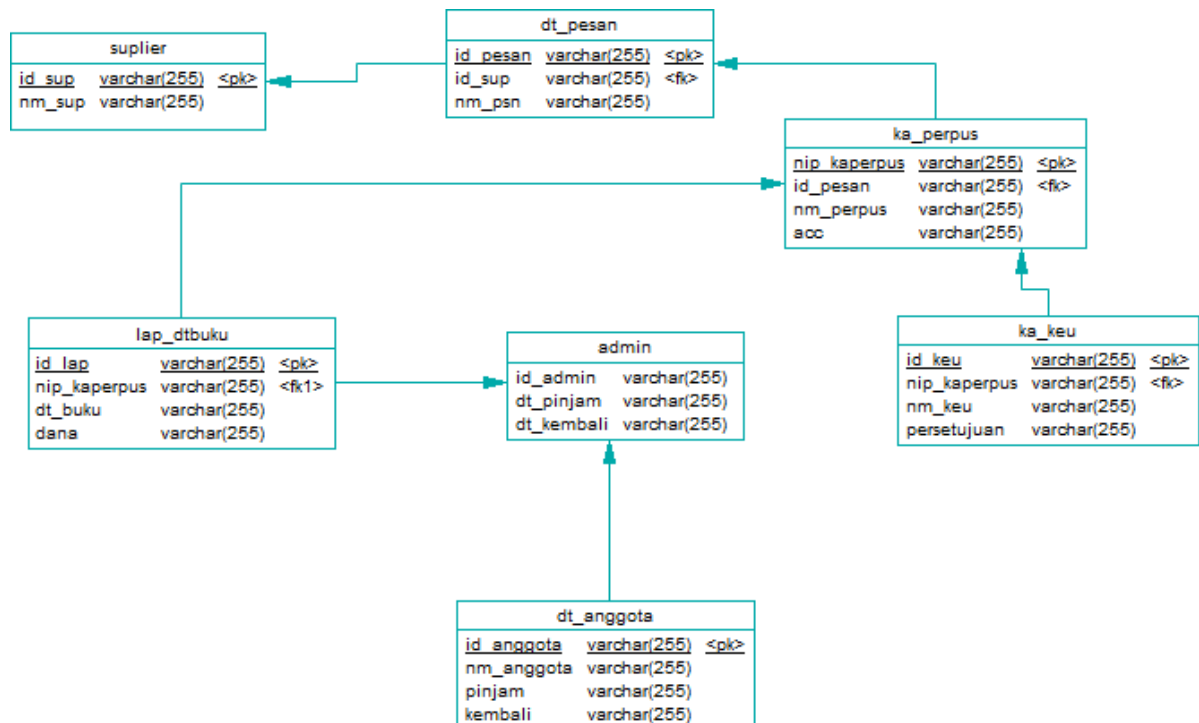 suplier
id_sup varchar(255) <pk>
nm_sup varchar(255)
dt_pesan
id_pesan varchar(255) <pk>
id_sup varchar(255) <fk>
nm_psn varchar(255)
ka_perpus
nip_kaperpus varchar(255) <pk>
id_pesan varchar(255) <fk>
nm_perpus varchar(255)
acc varchar(255)
lap_dtbuku
id_lap varchar(255) <pk>
nip_kaperpus varchar(255) <fk1>
dt_buku varchar(255)
dana varchar(255)
admin
id_admin varchar(255)
dt_pinjam varchar(255)
dt_kembali varchar(255)
ka_keu
id_keu varchar(255) <pk>
nip_kaperpus varchar(255) <fk>
nm_keu varchar(255)
persetujuan varchar(255)
dt_anggota
id_anggota varchar(255) <pk>
nm_anggota varchar(255)
pinjam varchar(255)
kembali varchar(255)